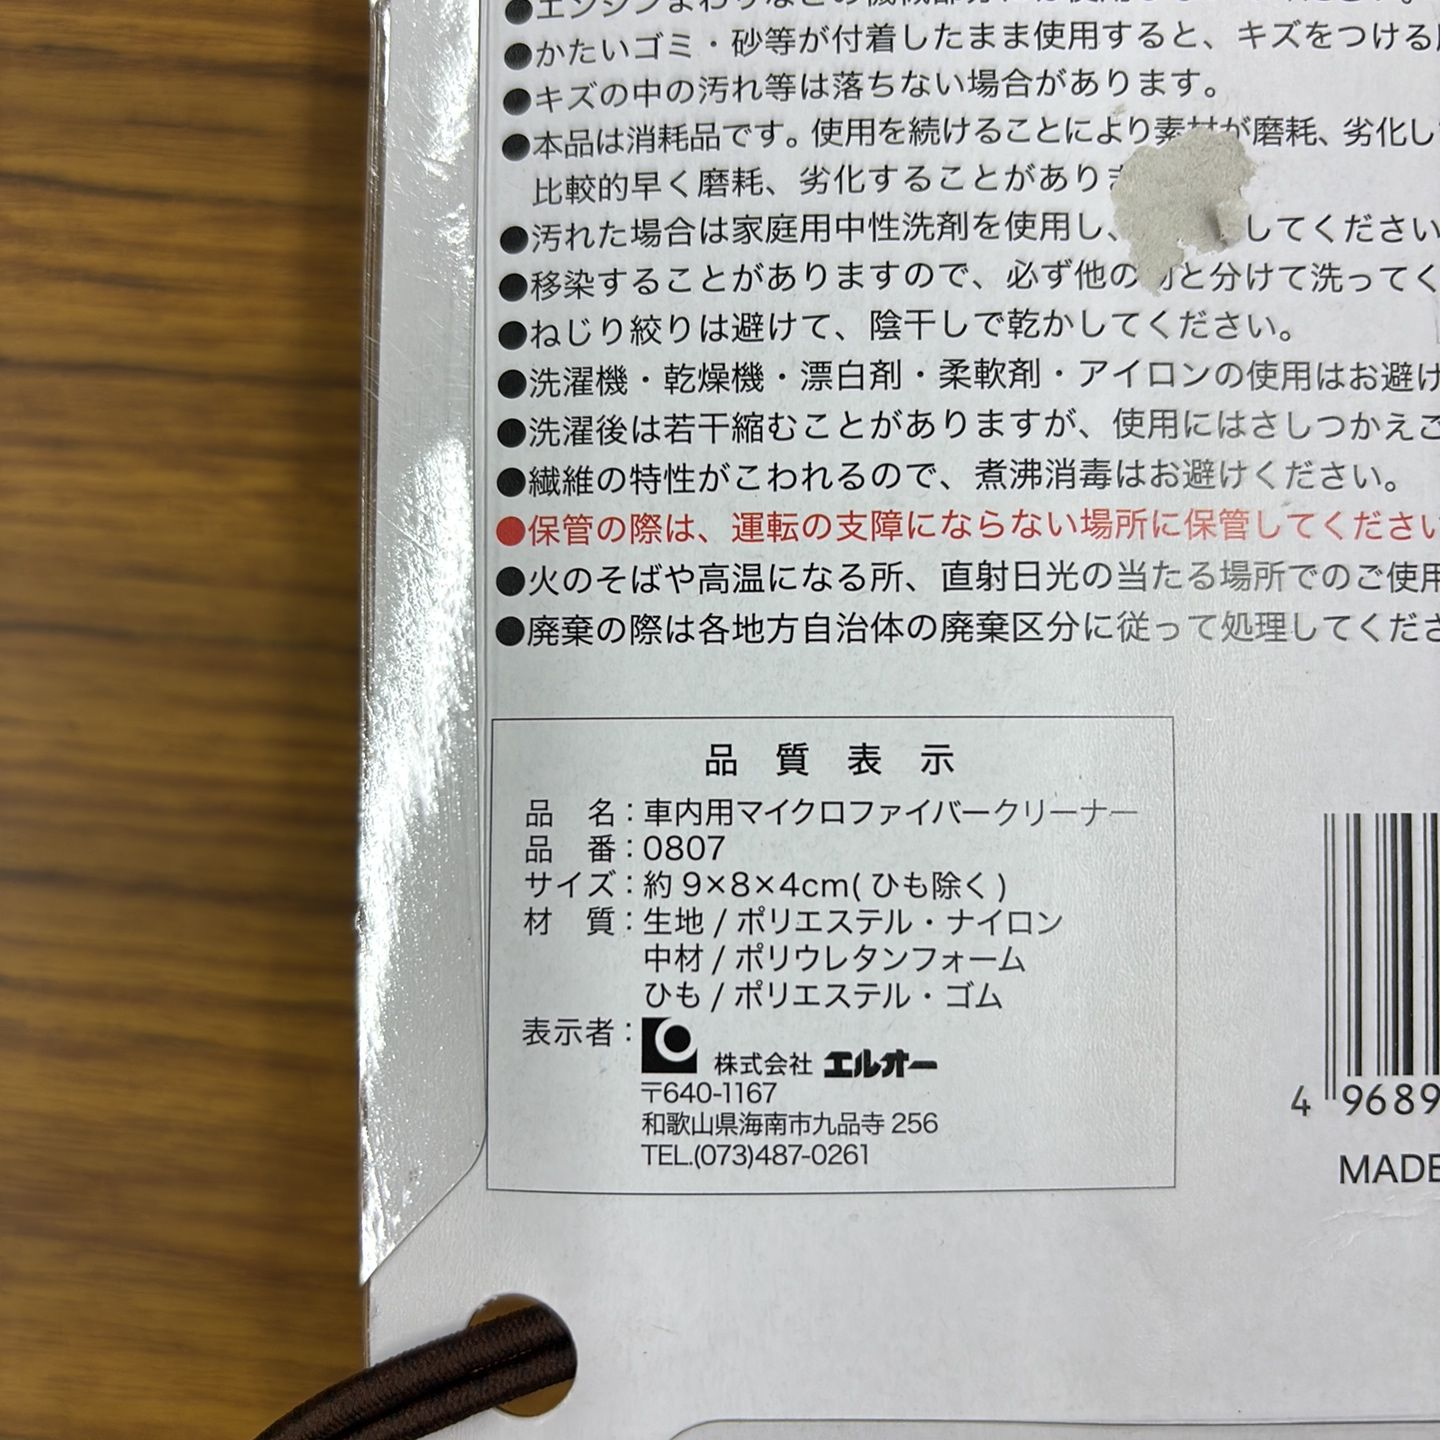 ●かたいゴミ・砂等が付着したまま使用すると、キズをつける
●キズの中の汚れ等は落ちない場合があります。
●本品は消耗品です。使用を続けることにより素材が磨耗、劣化し
比較的早く磨耗、劣化することがあり
●汚れた場合は家庭用中性洗剤を使用し、 してください
●移染することがありますので、必ず他の と分けて洗ってく
●ねじり絞りは避けて、陰干しで乾かしてください。
●洗濯機・乾燥機・漂白剤・柔軟剤・アイロンの使用はお避け
●洗濯後は若干縮むことがありますが、使用にはさしつかえご
●繊維の特性がこわれるので、煮沸消毒はお避けください。
●保管の際は、運転の支障にならない場所に保管してください
●火のそばや高温になる所、直射日光の当たる場所でのご使用
●廃棄の際は各地方自治体の廃棄区分に従って処理してくださ
品 質 表 示
品 名:車内用マイクロファイバークリーナー
品 番:0807
サイズ:約9×8×4cm(ひも除く)
材 質:生地/ポリエステル・ナイロン
中材/ポリウレタンフォーム
ひも/ポリエステル・ゴム
表示者: 株式会社 エルオー
〒640-1167
和歌山県海南市九品寺256
TEL.(073)487-0261
4 9689
MADE